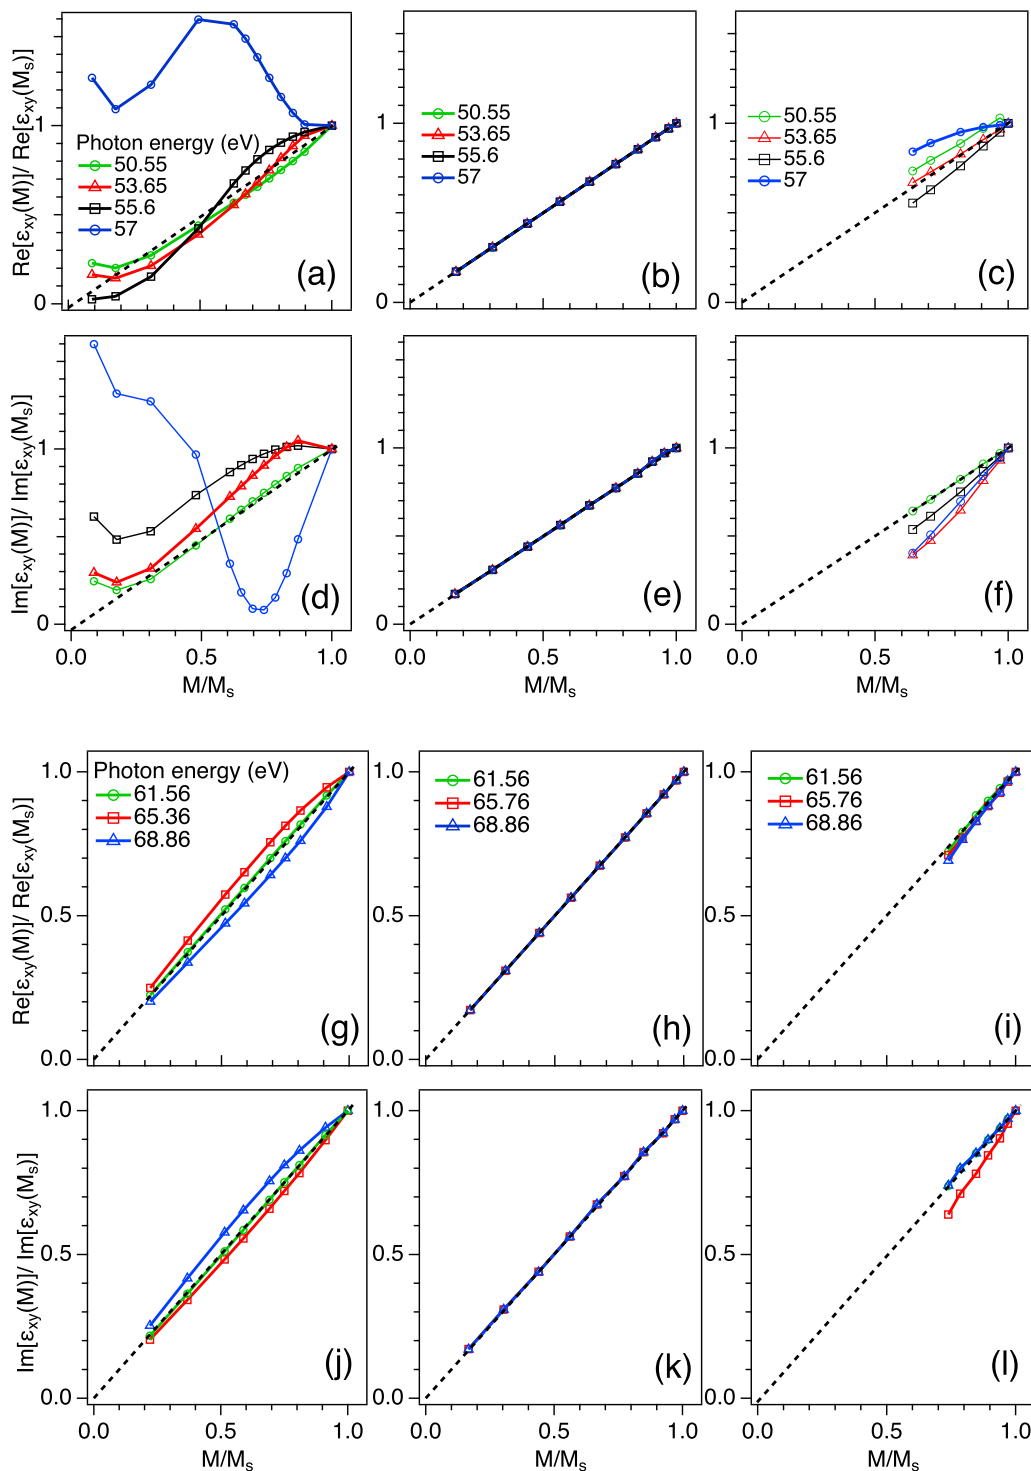 Re[εxy(M)]/ Re[εxy(Ms)]
1
0
Photon energy (eV)
50.55
53.65
55.6
57
(a)
1
0
50.55
53.65
55.6
57
(b)
1
0
50.55
53.65
55.6
57
(c)
Im[εxy(M)]/ Im[εxy(Ms)]
1
0
(d)
0.0 0.5 1.0
M/Ms
1
0
(e)
0.0 0.5 1.0
M/Ms
1
0
(f)
0.0 0.5 1.0
M/Ms
Re[εxy(M)]/ Re[εxy(Ms)]
1.0
0.5
0.0
Photon energy (eV)
61.56
65.36
68.86
(g)
1.0
0.5
0.0
61.56
65.76
68.86
(h)
1.0
0.5
0.0
61.56
65.76
68.86
(i)
Im[εxy(M)]/ Im[εxy(Ms)]
1.0
0.5
0.0
(j)
0.0 0.5 1.0
M/Ms
1.0
0.5
0.0
(k)
0.0 0.5 1.0
M/Ms
1.0
0.5
0.0
(l)
0.0 0.5 1.0
M/Ms